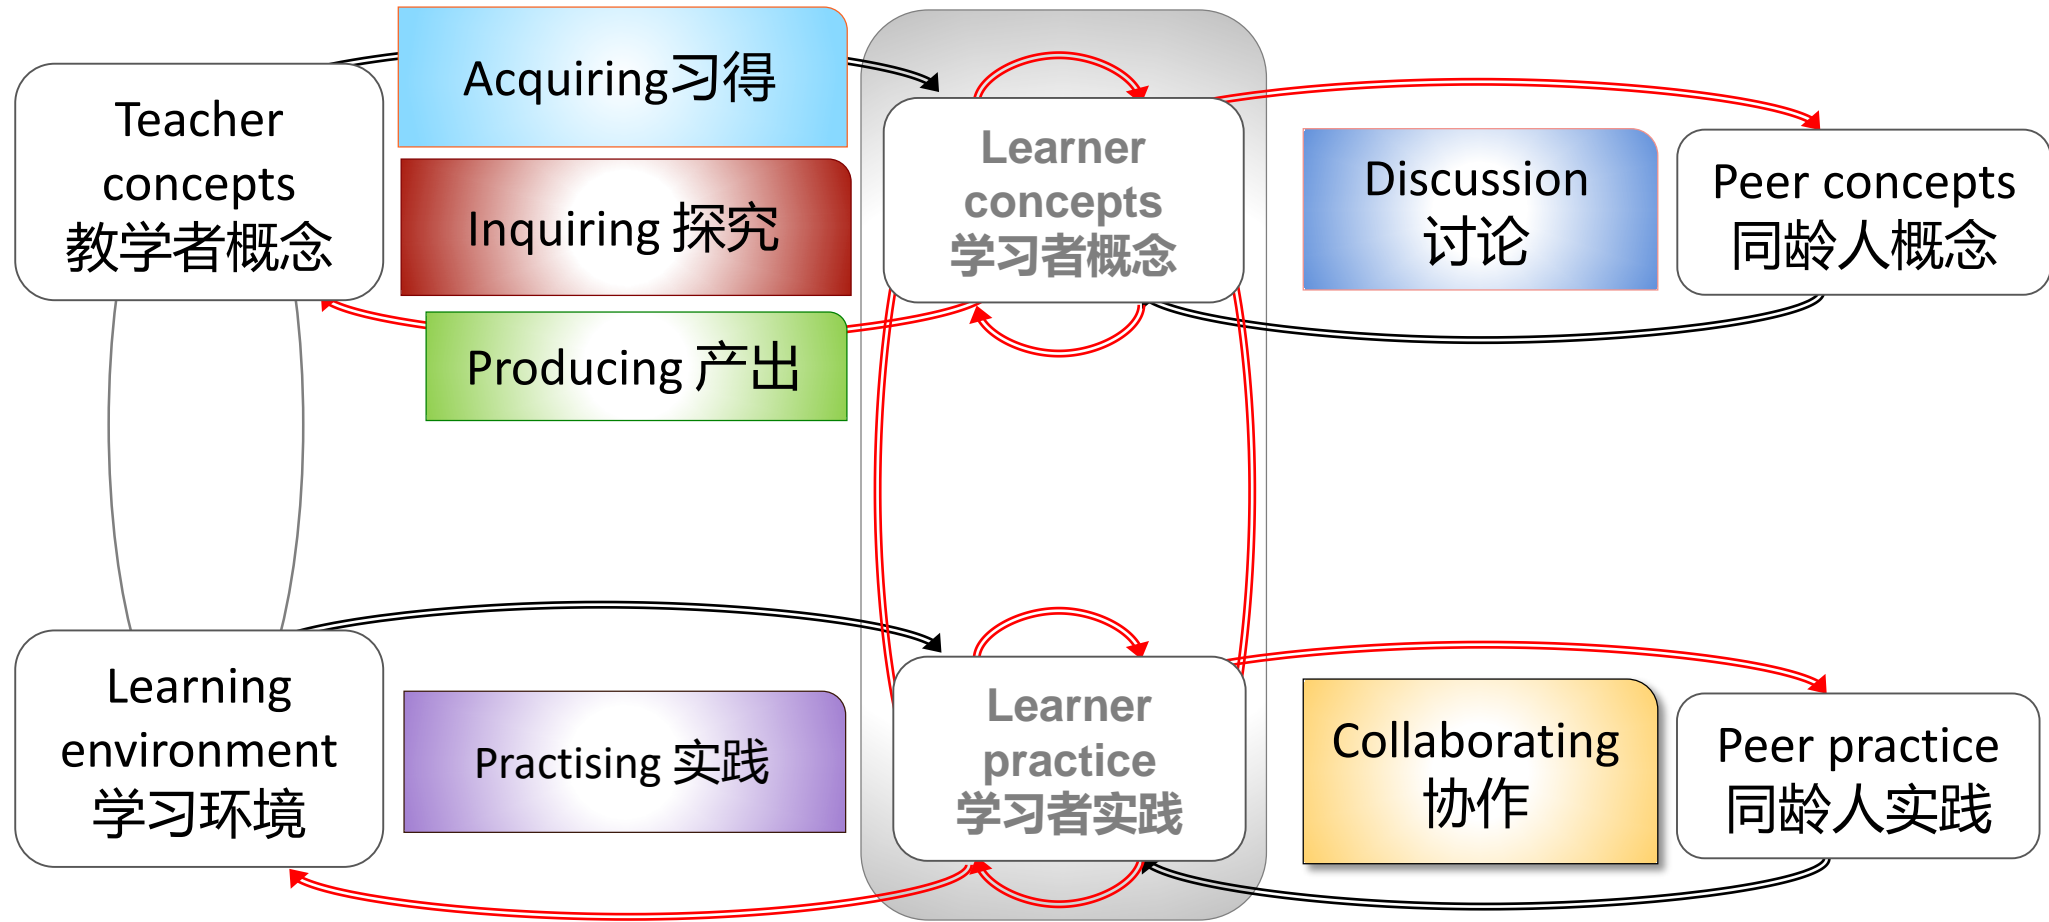 Teacher
concepts
教学者概念
Acquiring习得
Inquiring 探究
Producing 产出
Learner
concepts
学习者概念
Discussion
讨论
Peer concepts
同龄人概念
Learning
environment
学习环境
Practising 实践
Learner
practice
学习者实践
Collaborating
协作
Peer practice
同龄人实践